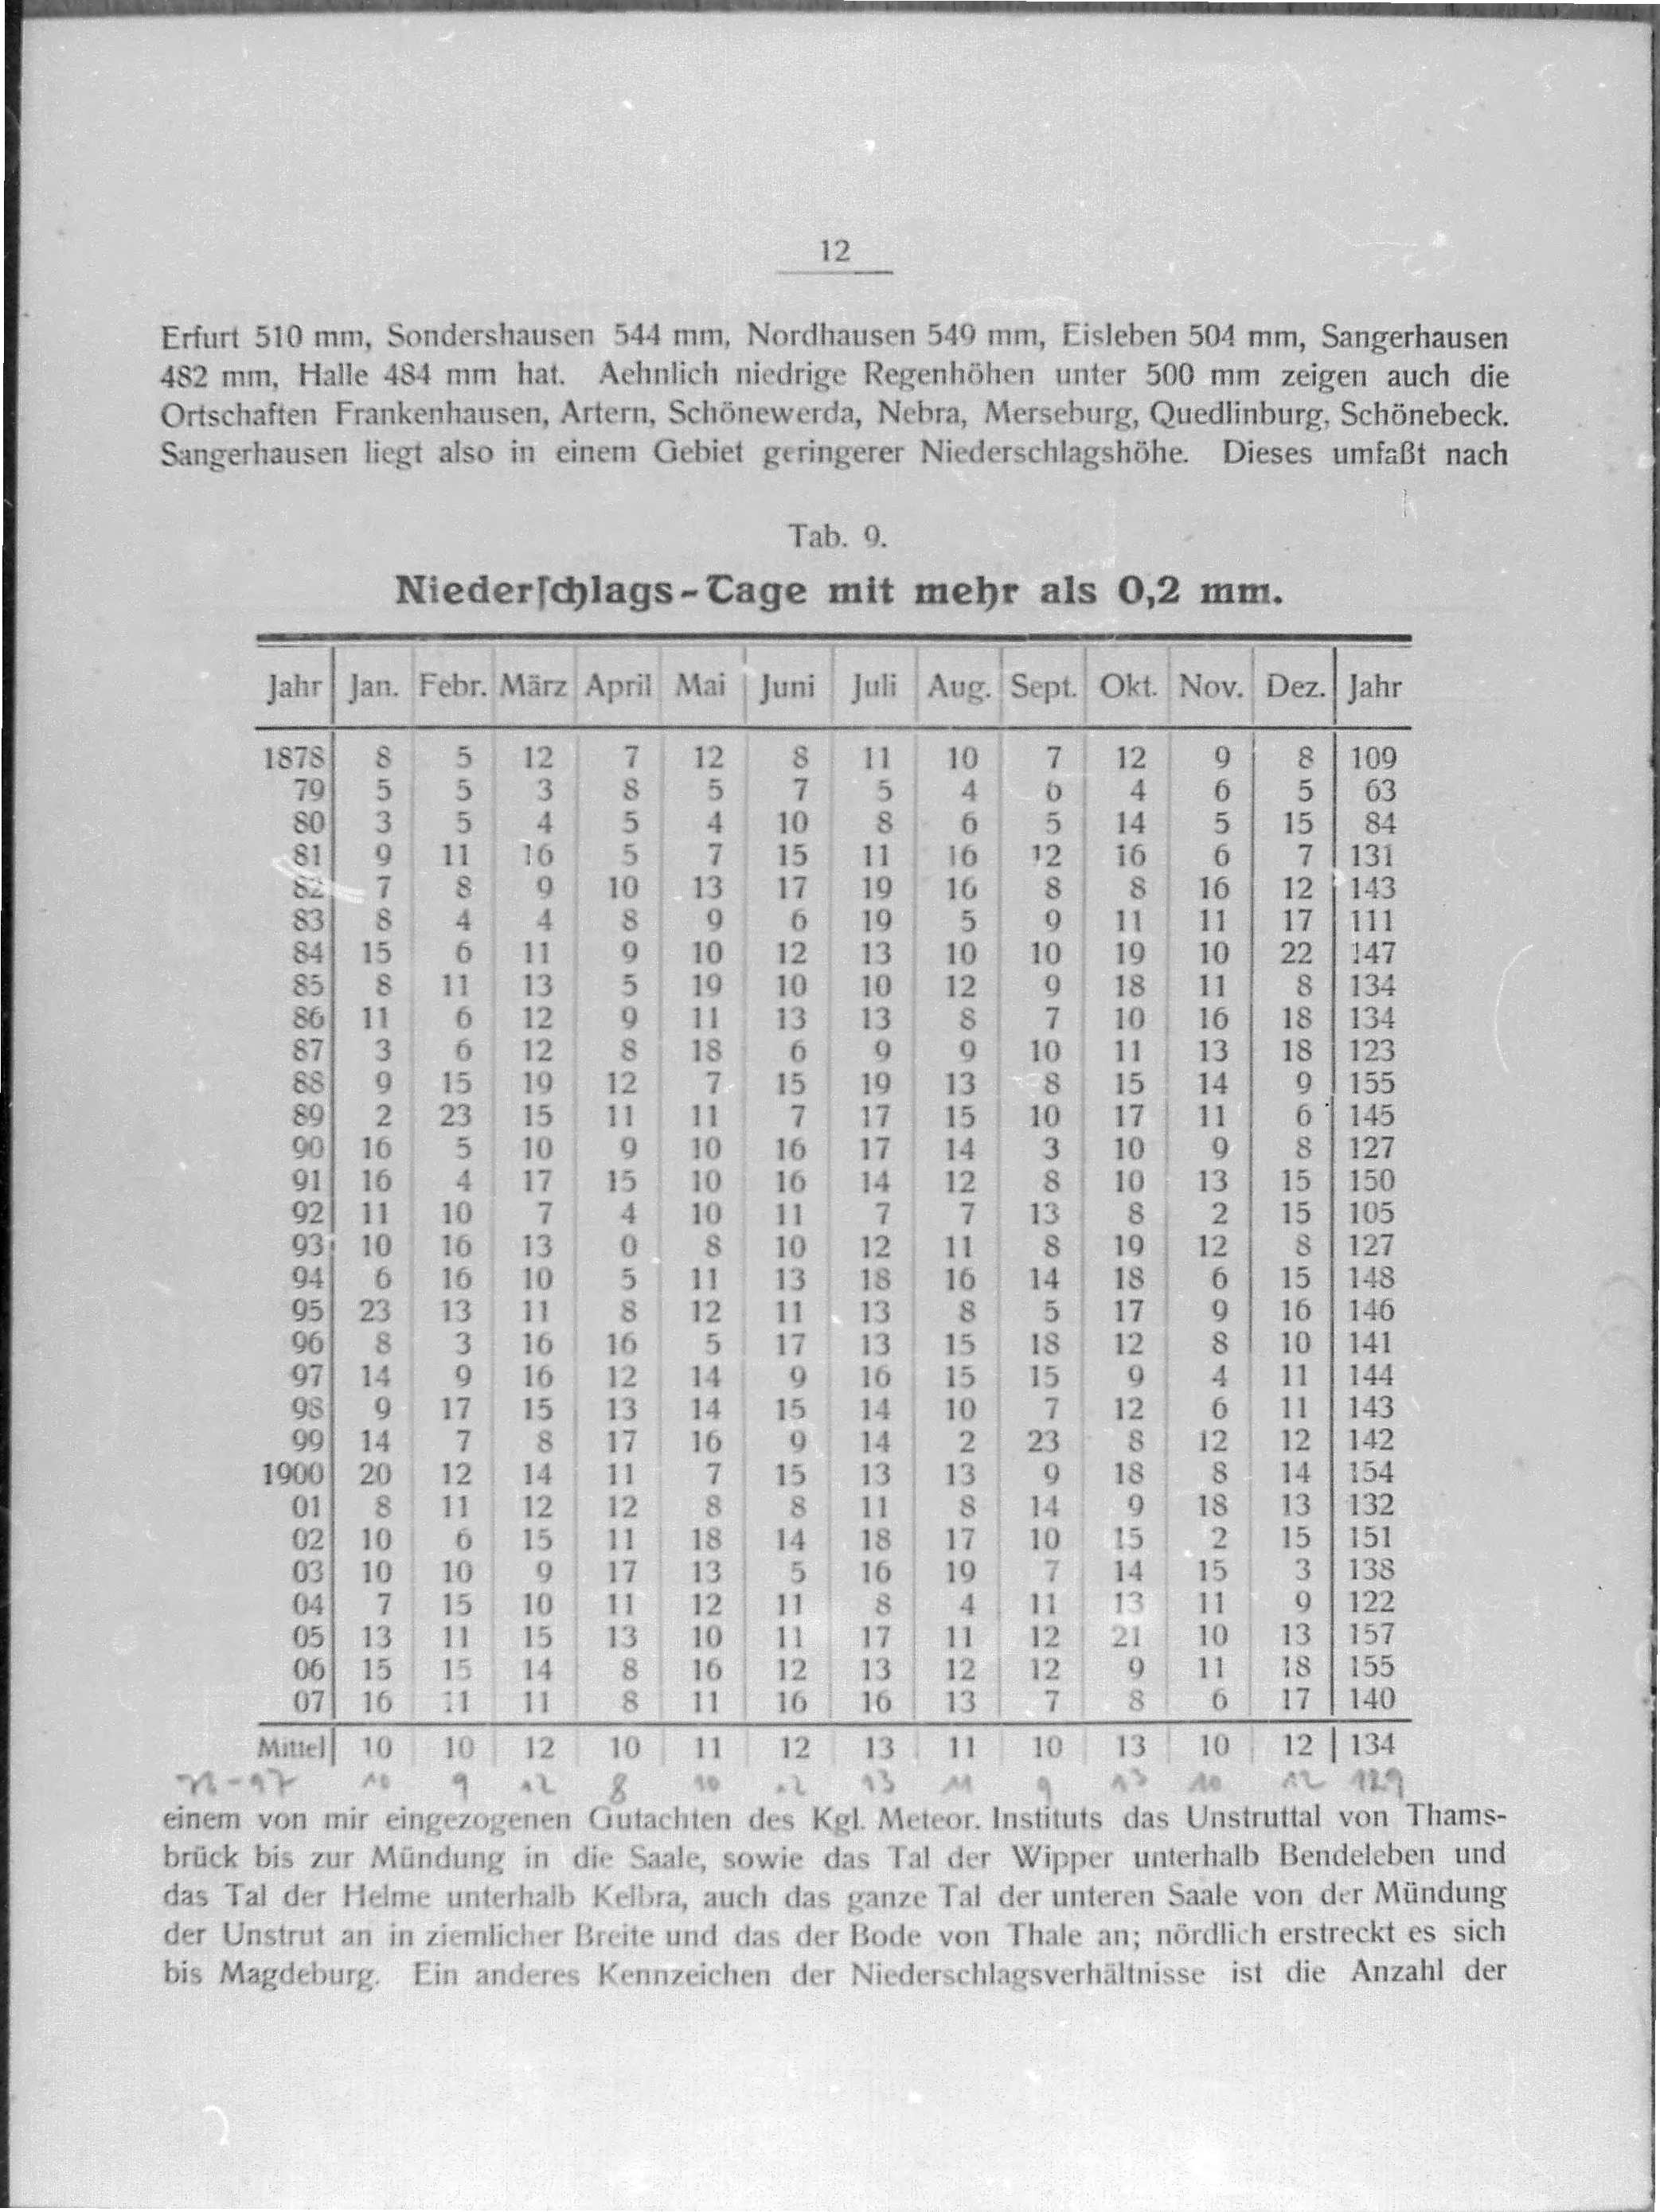 12
Erfurt 510 mm, Sondershausen 544 mm, Nordhausen 549 mm, Eisleben 504 mm, Sangerhausen
482 mm, Halle 484 mm hat. Aehnlich niedrige Regenhöhen unter 500 mm zeigen auch die
Ortschaften Frankenhausen, Artern, Schönewerda, Nebra, Merseburg, Quedlinburg, Schönebeck.
Sangerhausen liegt also in einem Gebiet geringerer Niederschlagshöhe. Dieses umfaßt nach
Tab. 9.
Niederſchlags-Tage mit mehr als 0,2 mm.
Jahr Jan. Febr. März April Mai Juni Juli Aug. Sept. Okt. Nov. Dez. Jahr
1878 8 5 12 7 12 8 11 10 7 12 9 8 109
79 5 5 3 8 5 7 5 4 6 4 6 5 63
80 3 5 4 5 4 10 8 6 5 14 5 15 84
81 9 11 16 5 7 15 11 16 12 16 6 7 131
82 7 8 9 10 13 17 19 16 8 8 16 12 143
83 8 4 4 8 9 6 19 5 9 11 11 17 111
84 15 6 11 9 10 12 13 10 10 19 10 22 147
85 8 11 13 5 19 10 10 12 9 18 11 8 134
86 11 6 12 9 11 13 13 8 7 10 16 18 134
87 3 6 12 8 18 6 9 9 10 11 13 18 123
88 9 15 19 12 7 15 19 13 8 15 14 9 155
89 2 23 15 11 11 7 17 15 10 17 11 6 145
90 16 5 10 9 10 16 17 14 3 10 9 8 127
91 16 4 17 15 10 16 14 12 8 10 13 15 150
92 11 10 7 4 10 11 7 7 13 8 2 15 105
93 10 16 13 0 8 10 12 11 8 19 12 8 127
94 6 16 10 5 11 13 18 16 14 18 6 15 148
95 23 13 11 8 12 11 13 8 5 17 9 16 146
96 8 3 16 16 5 17 13 15 18 12 8 10 141
97 14 9 16 12 14 9 16 15 15 9 4 11 144
98 9 17 15 13 14 15 14 10 7 12 6 11 143
99 14 7 8 17 16 9 14 2 23 8 12 12 142
1900 20 12 14 11 7 15 13 13 9 18 8 14 154
01 8 11 12 12 8 8 11 8 14 9 18 13 132
02 10 6 15 11 18 14 18 17 10 15 2 15 151
03 10 10 9 17 13 5 16 19 7 14 15 3 138
04 7 15 10 11 12 11 8 4 11 13 11 9 122
05 13 11 15 13 10 11 17 11 12 21 10 13 157
06 15 15 14 8 16 12 13 12 12 9 11 18 155
07 16 11 11 8 11 16 16 13 7 8 6 17 140
Mittel 10 10 12 10 11 12 13 11 10 13 10 12 134
78-97 10 9 12 8 10 12 13 11 9 13 10 12 129
einem von mir eingezogenen Gutachten des Kgl. Meteor. Instituts das Unstruttal von Thams-
brück bis zur Mündung in die Saale, sowie das Tal der Wipper unterhalb Bendeleben und
das Tal der Helme unterhalb Kelbra, auch das ganze Tal der unteren Saale von der Mündung
der Unstrut an in ziemlicher Breite und das der Bode von Thale an; nördlich erstreckt es sich
bis Magdeburg. Ein anderes Kennzeichen der Niederschlagsverhältnisse ist die Anzahl der